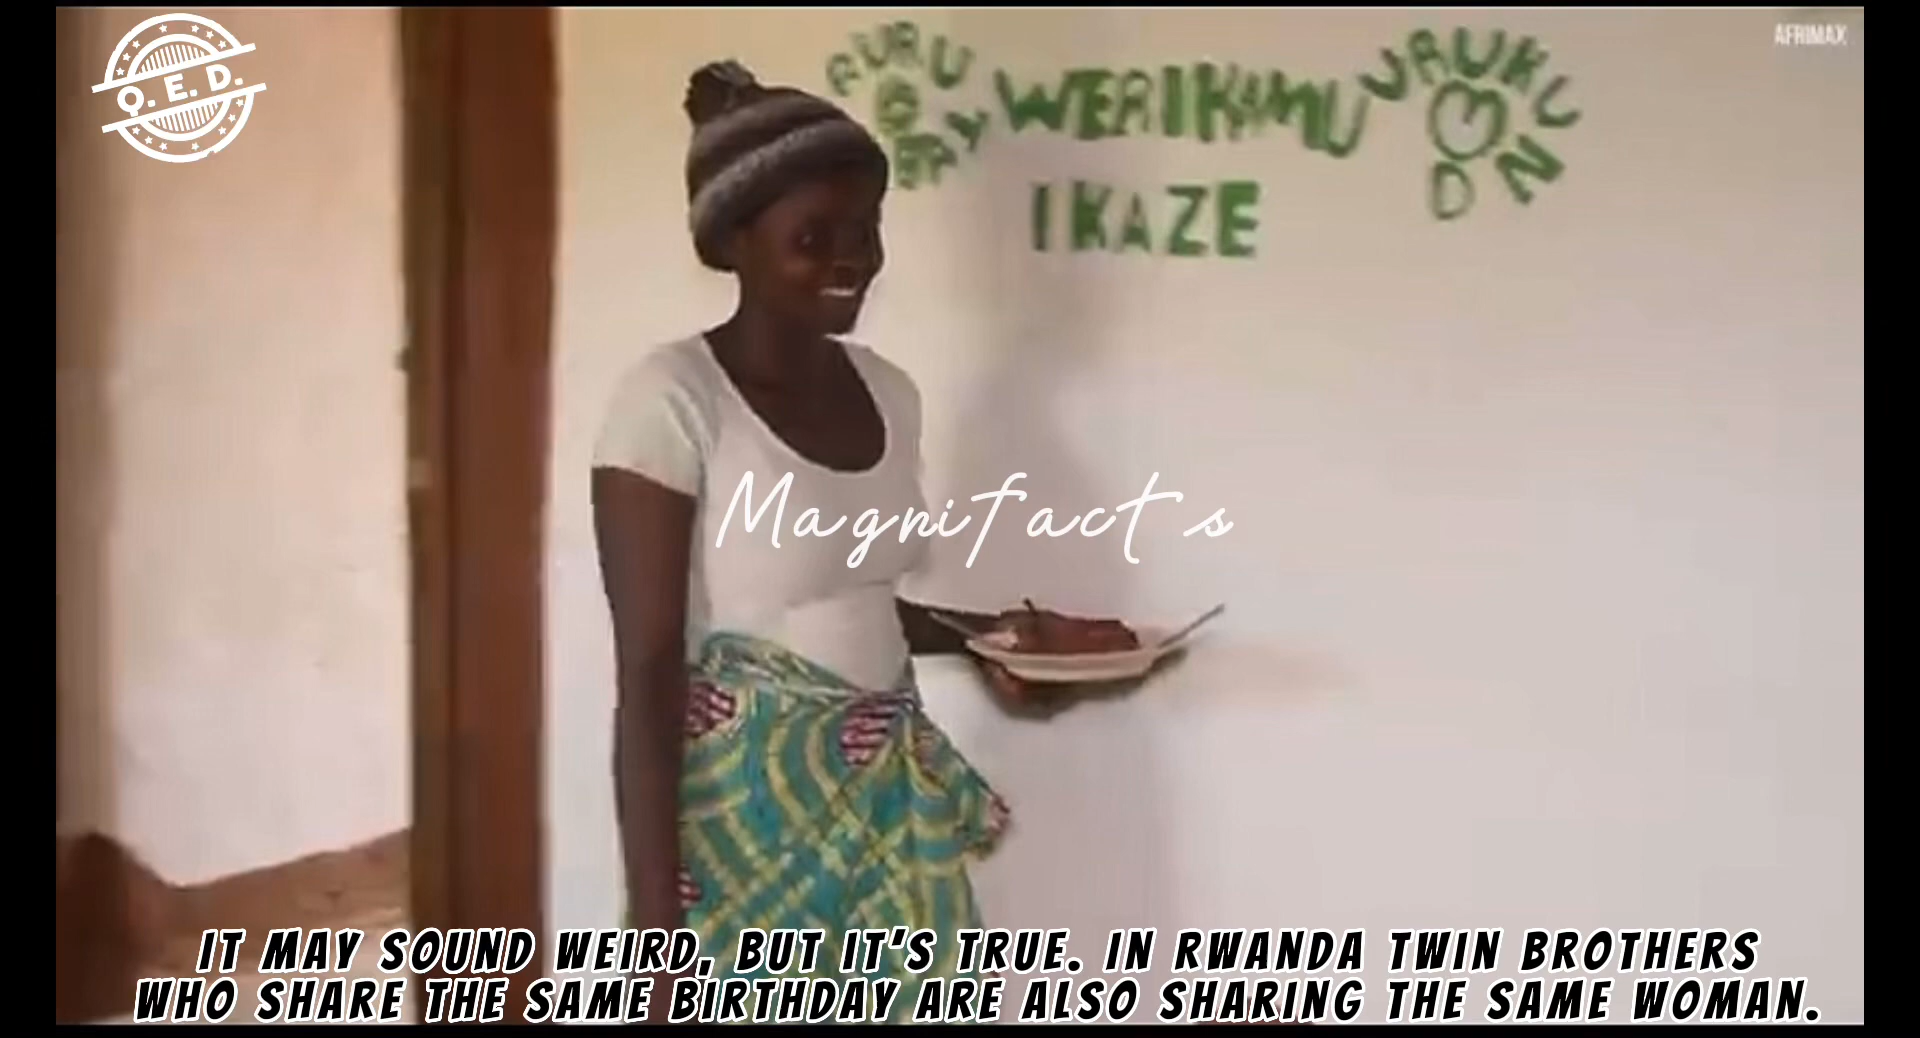 Q. E. D.
AFRIMAX
WERIKAMU
IKAZE
Magnifacts
IT MAY SOUND WEIRD, BUT IT'S TRUE. IN RWANDA TWIN BROTHERS
WHO SHARE THE SAME BIRTHDAY ARE ALSO SHARING THE SAME WOMAN.